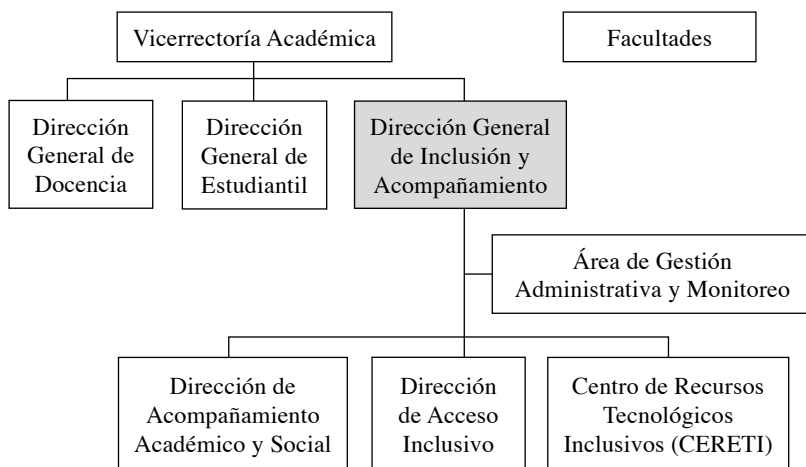 Vicerrectoría Académica
Facultades
Dirección
General de
Docencia
Dirección
General de
Estudiantil
Dirección General
de Inclusión y
Acompañamiento
Área de Gestión
Administrativa y Monitoreo
Dirección de
Acompañamiento
Académico y Social
Dirección
de Acceso
Inclusivo
Centro de Recursos
Tecnológicos
Inclusivos (CERETI)